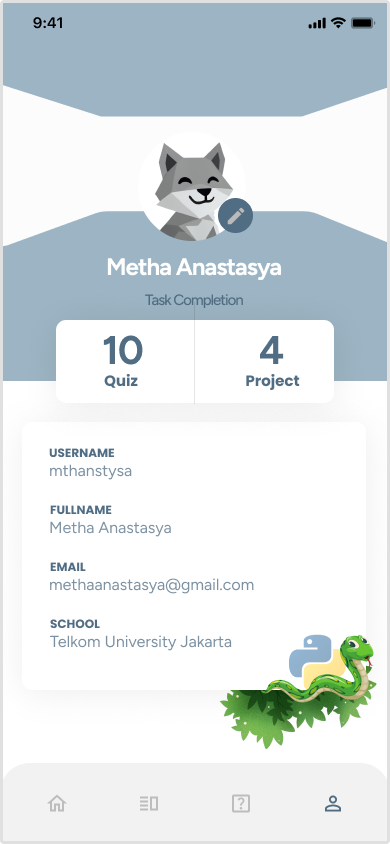 9:41
Metha Anastasya
Task Completion
10 4
Quiz Project
USERNAME
mthanstysa
FULLNAME
Metha Anastasya
EMAIL
methaanastasya@gmail.com
SCHOOL
Telkom University Jakarta